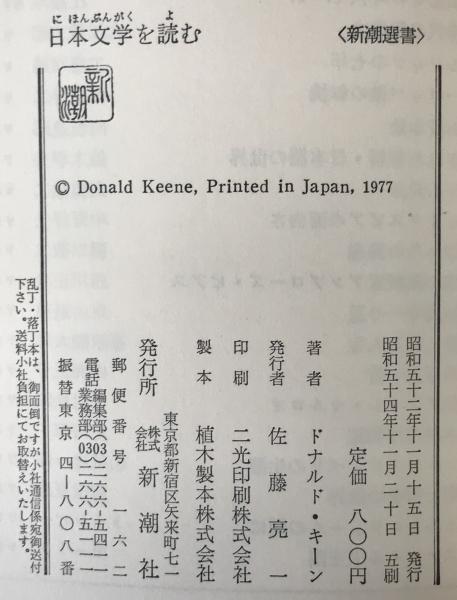 にほんぶんがく よ
日本文学を読む
〈新潮選書〉
新潮
© Donald Keene, Printed in Japan, 1977
昭和五十二年十一月十五日 発行
昭和五十四年十一月二十日 五刷
定価 八〇〇円
著者 ドナルド・キーン
発行者 佐藤亮一
印刷 二光印刷株式会社
製本 植木製本株式会社
東京都新宿区矢来町七一
発行所 株式会社 新潮社
郵便番号 一六二
電話 編集部(03)二六六-五四一一
業務部(03)二六六-五一一一
振替東京 四-八〇八番
乱丁・落丁本は、御面倒ですが小社通信係宛御送付
下さい。送料小社負担にてお取替えいたします。